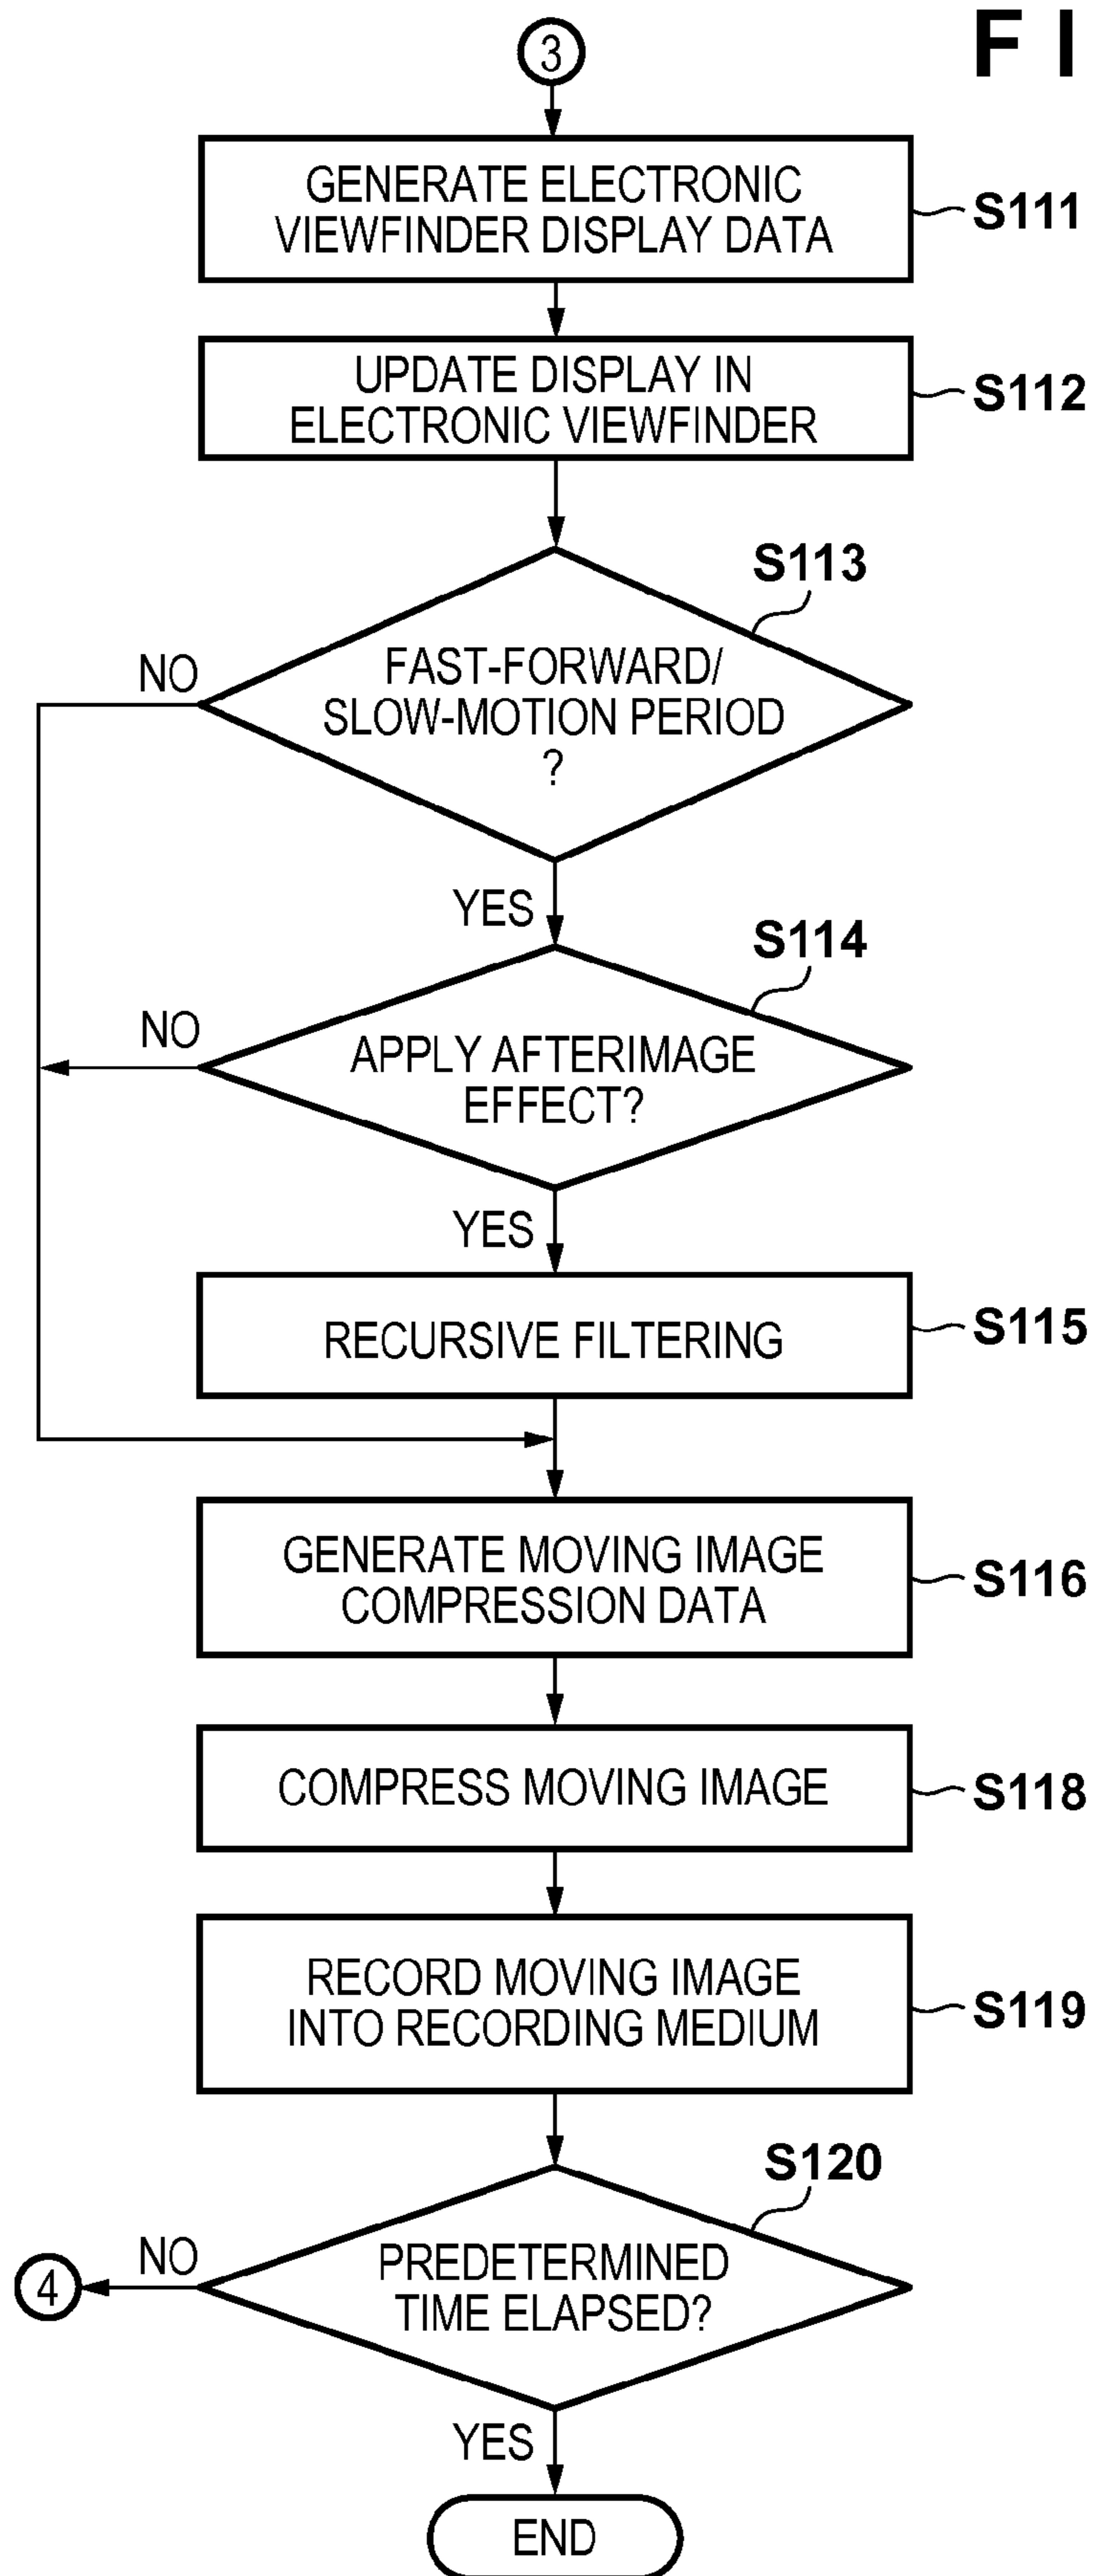 F I
3
GENERATE ELECTRONIC
VIEWFINDER DISPLAY DATA
S111
UPDATE DISPLAY IN
ELECTRONIC VIEWFINDER
S112
S113
NO
FAST-FORWARD/
SLOW-MOTION PERIOD
?
YES
S114
NO
APPLY AFTERIMAGE
EFFECT?
YES
RECURSIVE FILTERING
S115
GENERATE MOVING IMAGE
COMPRESSION DATA
S116
COMPRESS MOVING IMAGE
S118
RECORD MOVING IMAGE
INTO RECORDING MEDIUM
S119
S120
NO
4
PREDETERMINED
TIME ELAPSED?
YES
END